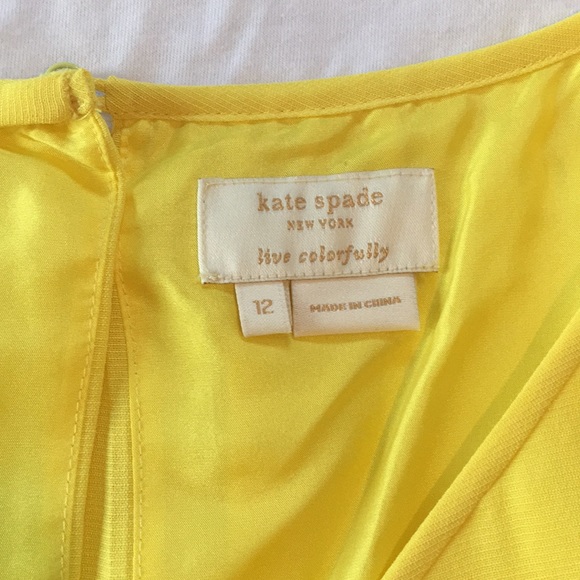 kate spade
NEW YORK
live colorfully
12
MADE IN CHINA